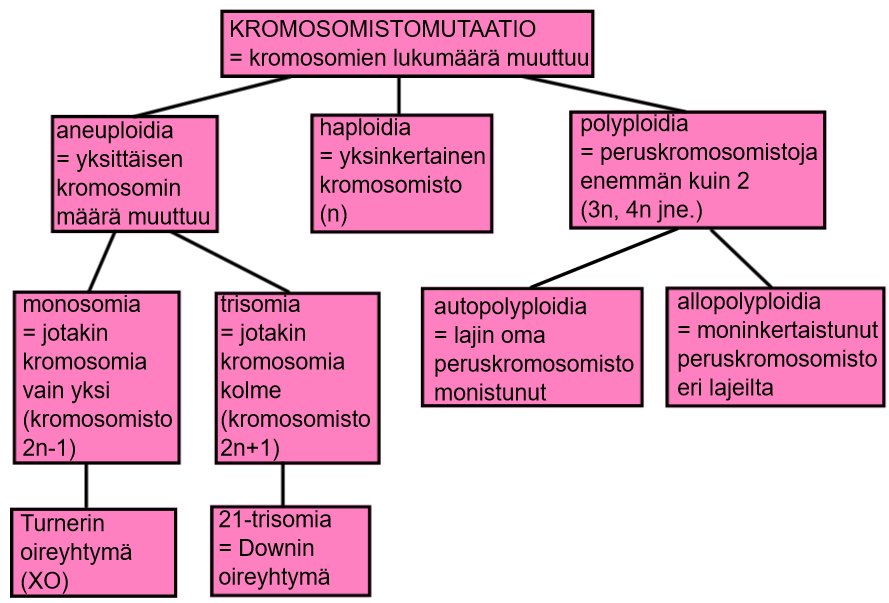 KROMOSOMISTOMUTAATIO
= kromosomien lukumäärä muuttuu
aneuploidia
= yksittäisen
kromosomin
määrä muuttuu
haploidia
= yksinkertainen
kromosomisto
(n)
polyploidia
= peruskromosomistoja
enemmän kuin 2
(3n, 4n jne.)
monosomia
= jotakin
kromosomia
vain yksi
(kromosomisto
2n-1)
trisomia
= jotakin
kromosomia
kolme
(kromosomisto
2n+1)
autopolyploidia
= lajin oma
peruskromosomisto
monistunut
allopolyploidia
= moninkertaistunut
peruskromosomisto
eri lajeilta
Turnerin
oireyhtymä
(XO)
21-trisomia
= Downin
oireyhtymä